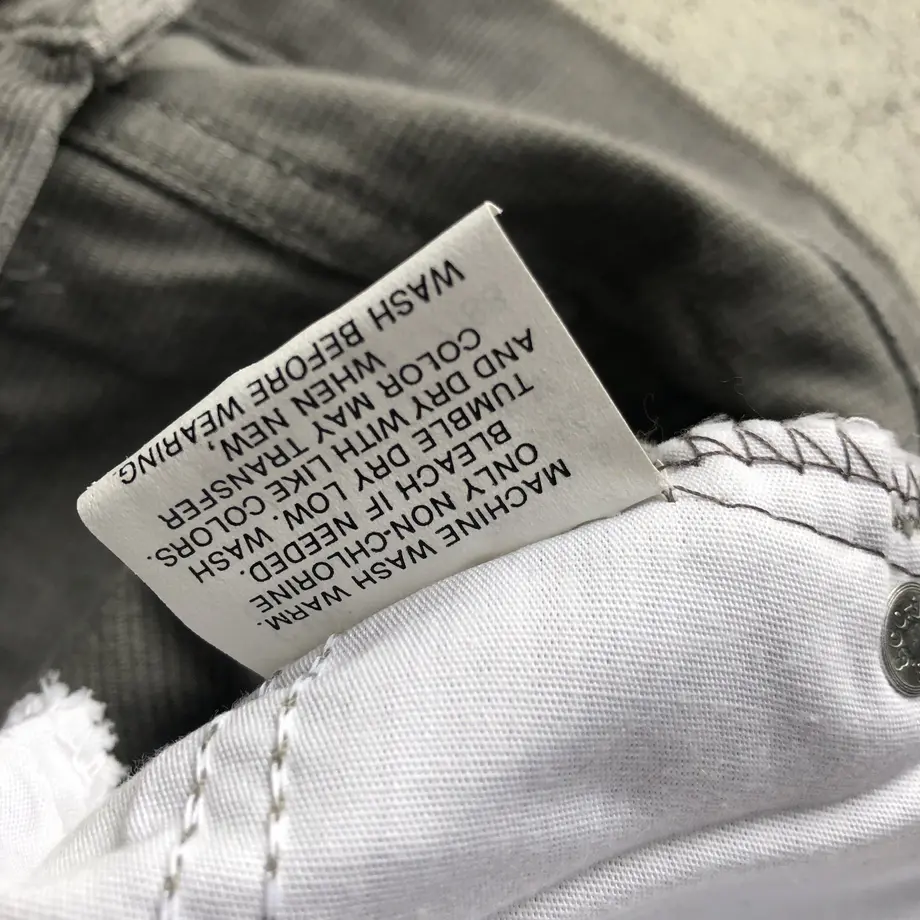 MACHINE WASH WARM.
ONLY NON-CHLORINE
BLEACH IF NEEDED.
TUMBLE DRY LOW. WASH
AND DRY WITH LIKE COLORS.
COLOR MAY TRANSFER
WHEN NEW,
WASH BEFORE WEARING.